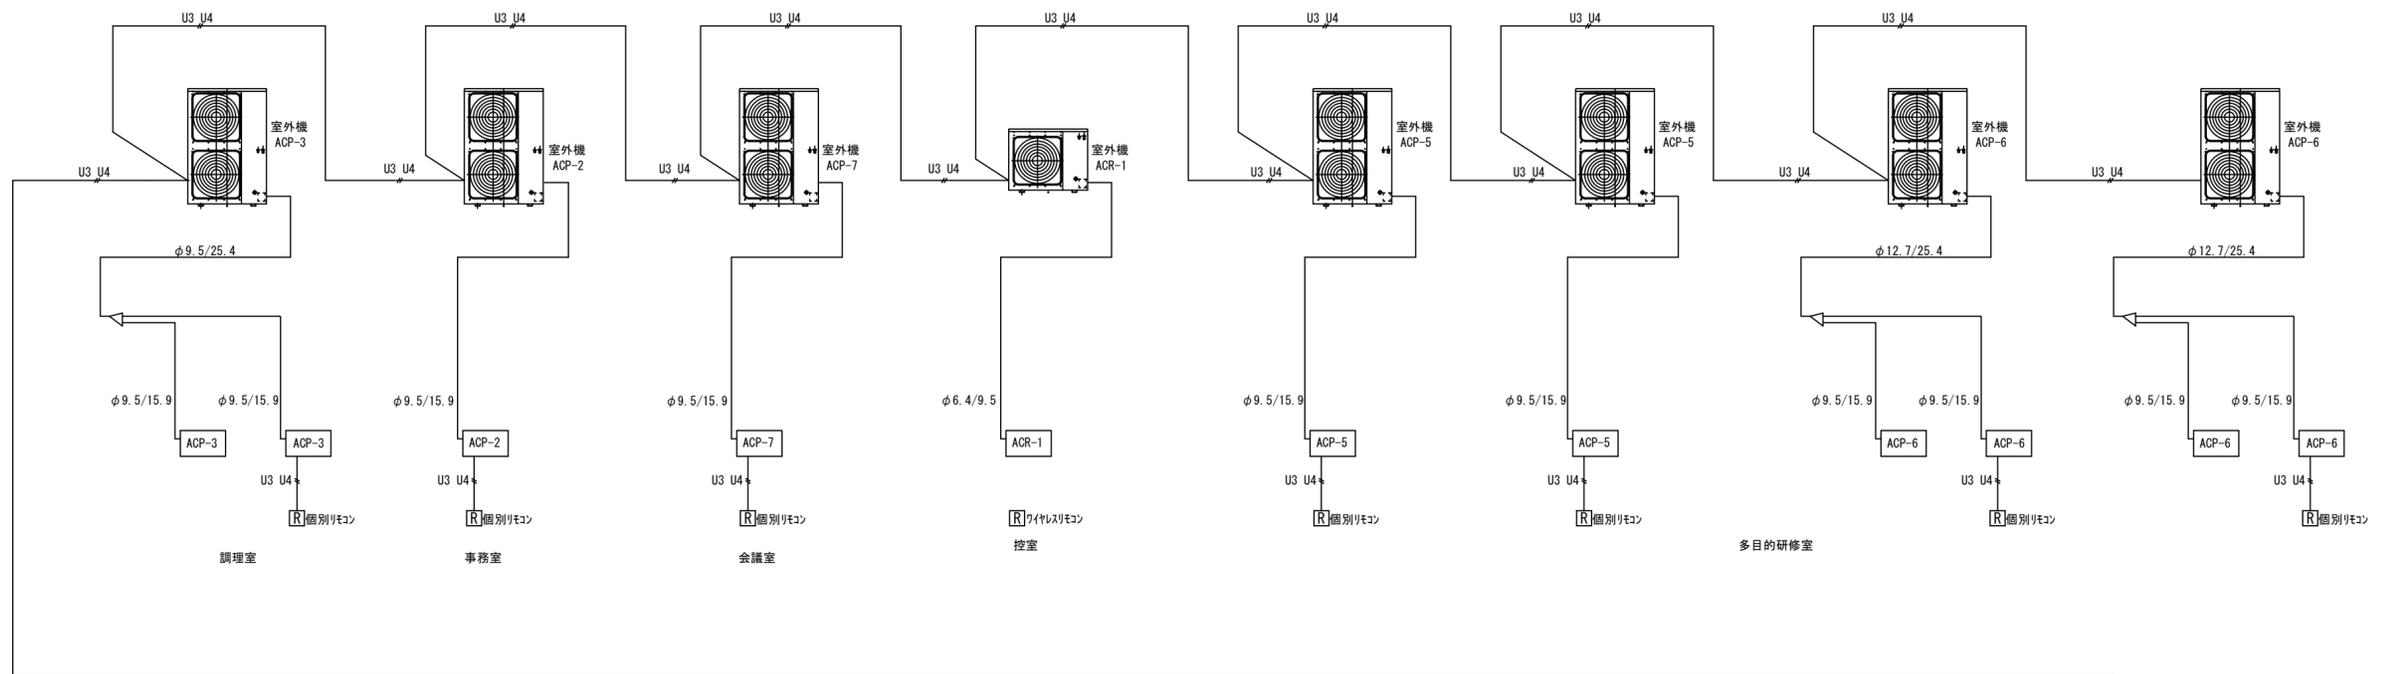 U3 U4
U3 U4
U3 U4
U3 U4
U3 U4
U3 U4
U3 U4
室外機
ACP-3
室外機
ACP-2
室外機
ACP-7
室外機
ACR-1
室外機
ACP-5
室外機
ACP-5
室外機
ACP-6
室外機
ACP-6
U3 U4
U3 U4
U3 U4
U3 U4
U3 U4
U3 U4
U3 U4
U3 U4
φ9.5/25.4
φ12.7/25.4
φ12.7/25.4
φ9.5/15.9
φ9.5/15.9
φ9.5/15.9
φ9.5/15.9
φ6.4/9.5
φ9.5/15.9
φ9.5/15.9
φ9.5/15.9
φ9.5/15.9
φ9.5/15.9
φ9.5/15.9
ACP-3
ACP-3
ACP-2
ACP-7
ACR-1
ACP-5
ACP-5
ACP-6
ACP-6
ACP-6
ACP-6
U3 U4
U3 U4
U3 U4
U3 U4
U3 U4
U3 U4
U3 U4
R 個別ﾘﾓｺﾝ
R 個別ﾘﾓｺﾝ
R 個別ﾘﾓｺﾝ
R ﾜｲﾔﾚｽﾘﾓｺﾝ
R 個別ﾘﾓｺﾝ
R 個別ﾘﾓｺﾝ
R 個別ﾘﾓｺﾝ
R 個別ﾘﾓｺﾝ
調理室
事務室
会議室
控室
多目的研修室